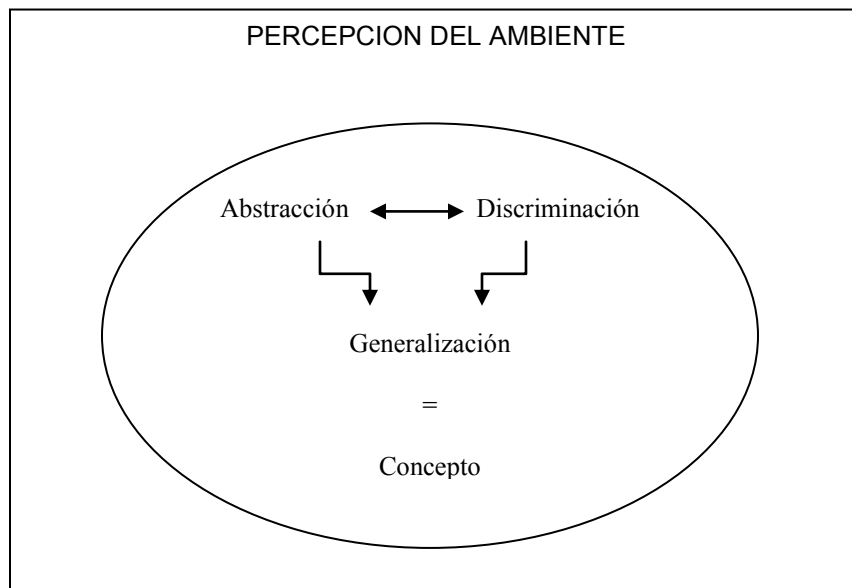 PERCEPCION DEL AMBIENTE
Abstracción Discriminación
Generalización
=
Concepto